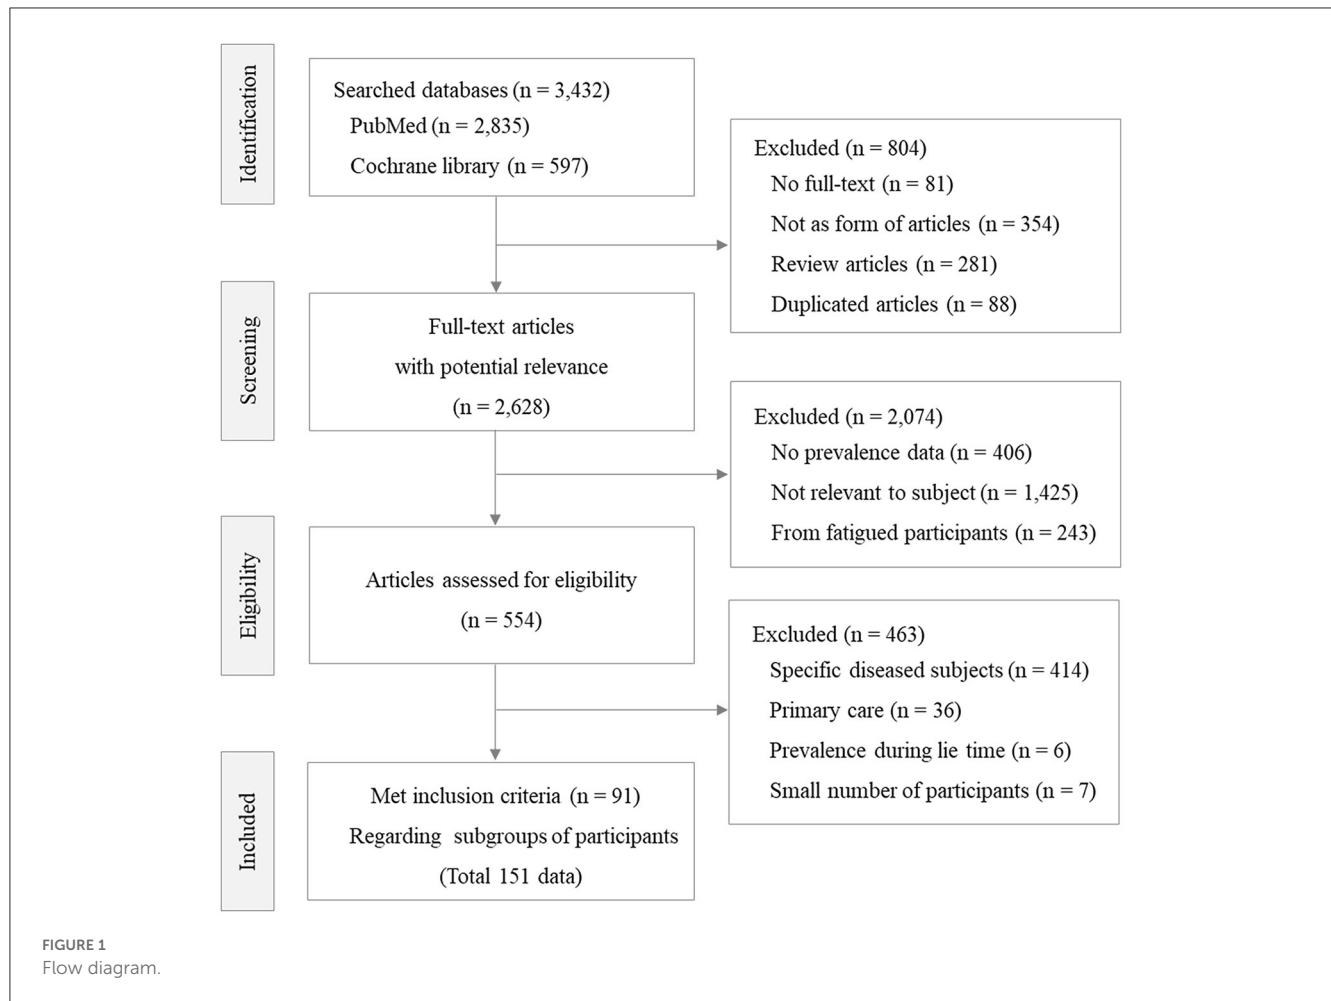 Identification
Searched databases (n = 3,432)
PubMed (n = 2,835)
Cochrane library (n = 597)
Excluded (n = 804)
No full-text (n = 81)
Not as form of articles (n = 354)
Review articles (n = 281)
Duplicated articles (n = 88)
Screening
Full-text articles
with potential relevance
(n = 2,628)
Excluded (n = 2,074)
No prevalence data (n = 406)
Not relevant to subject (n = 1,425)
From fatigued participants (n = 243)
Eligibility
Articles assessed for eligibility
(n = 554)
Excluded (n = 463)
Specific diseased subjects (n = 414)
Primary care (n = 36)
Prevalence during lie time (n = 6)
Small number of participants (n = 7)
Included
Met inclusion criteria (n = 91)
Regarding subgroups of participants
(Total 151 data)
FIGURE 1
Flow diagram.